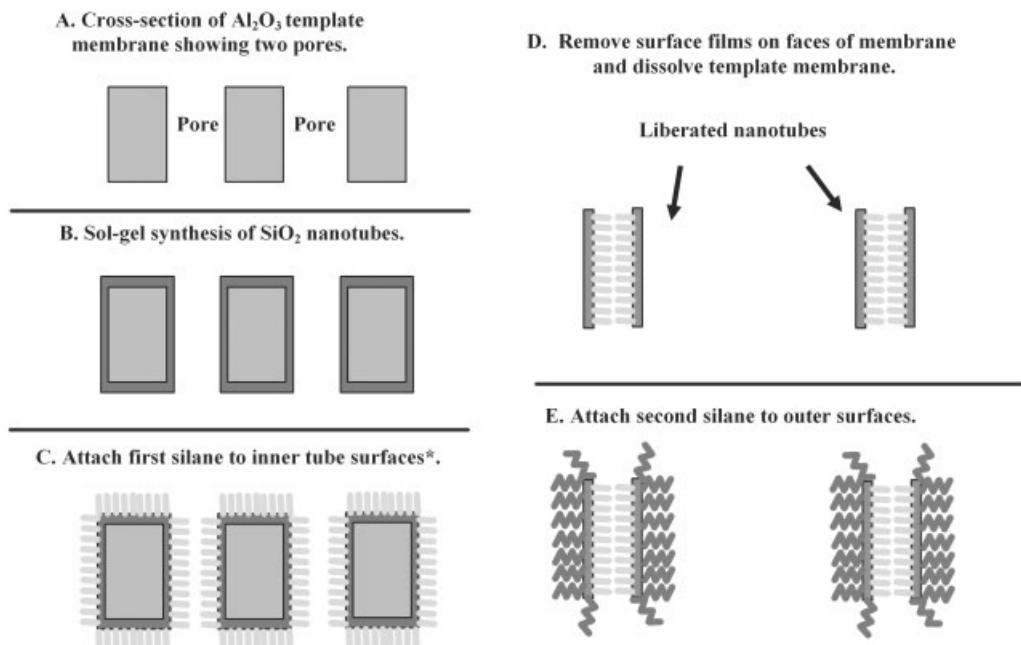 A. Cross-section of Al₂O₃ template
membrane showing two pores.
Pore Pore
B. Sol-gel synthesis of SiO₂ nanotubes.
C. Attach first silane to inner tube surfaces*.
D. Remove surface films on faces of membrane
and dissolve template membrane.
Liberated nanotubes
E. Attach second silane to outer surfaces.